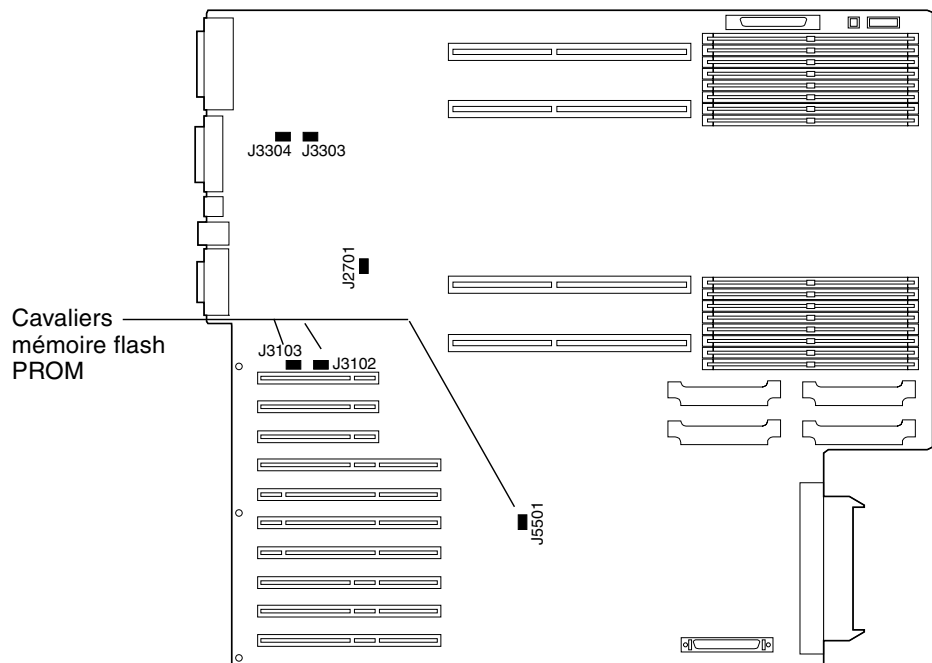 J3304 J3303
J2701
Cavaliers
mémoire flash
PROM
J3103
J3102
J5501